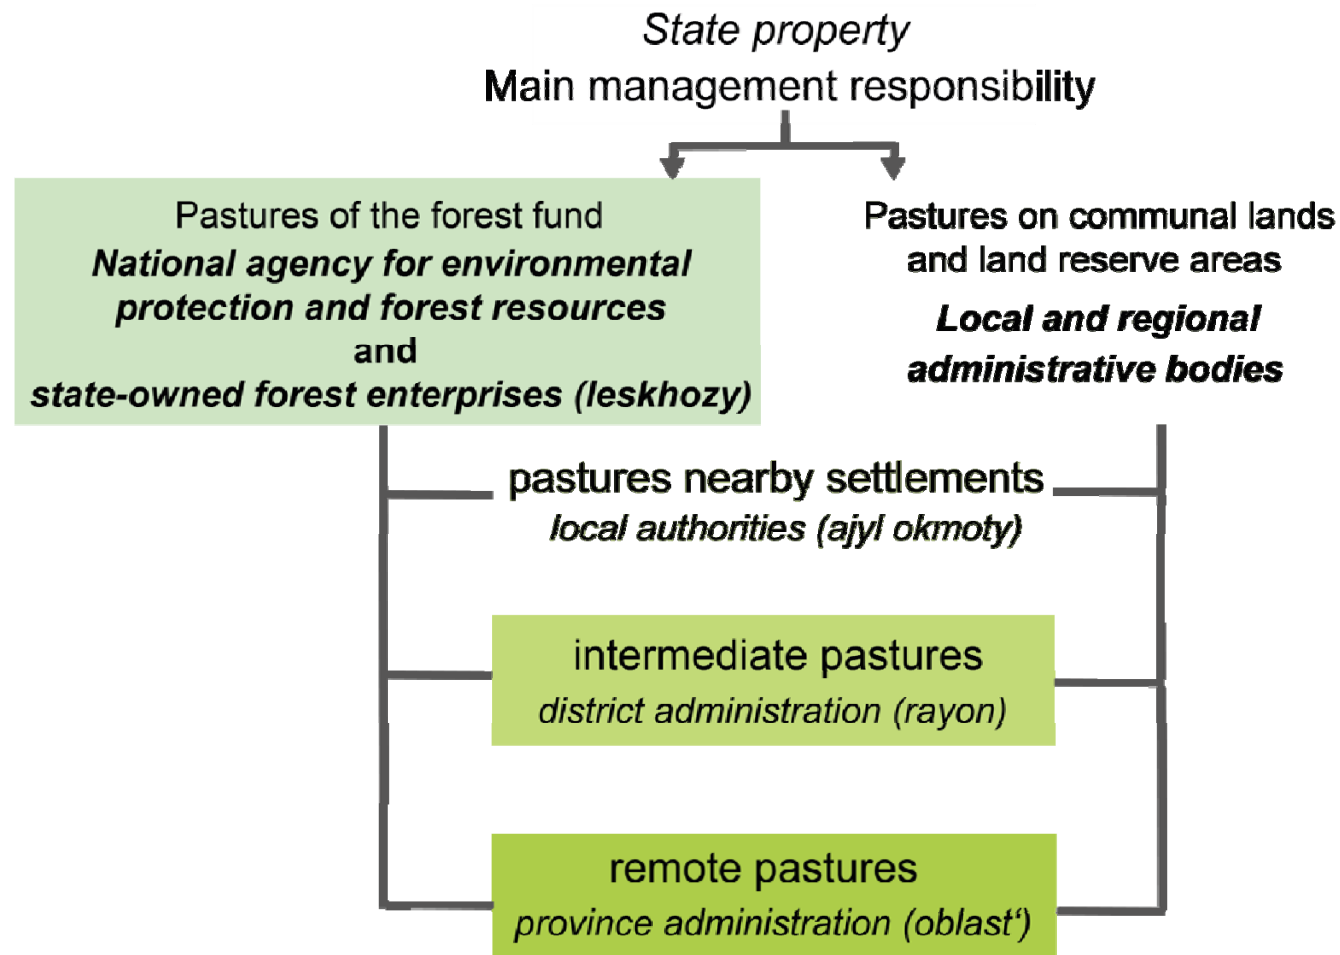 State property
Main management responsibility
Pastures of the forest fund
National agency for environmental
protection and forest resources
and
state-owned forest enterprises (leskhozy)
Pastures on communal lands
and land reserve areas
Local and regional
administrative bodies
pastures nearby settlements
local authorities (ajyl okmoty)
intermediate pastures
district administration (rayon)
remote pastures
province administration (oblast‘)